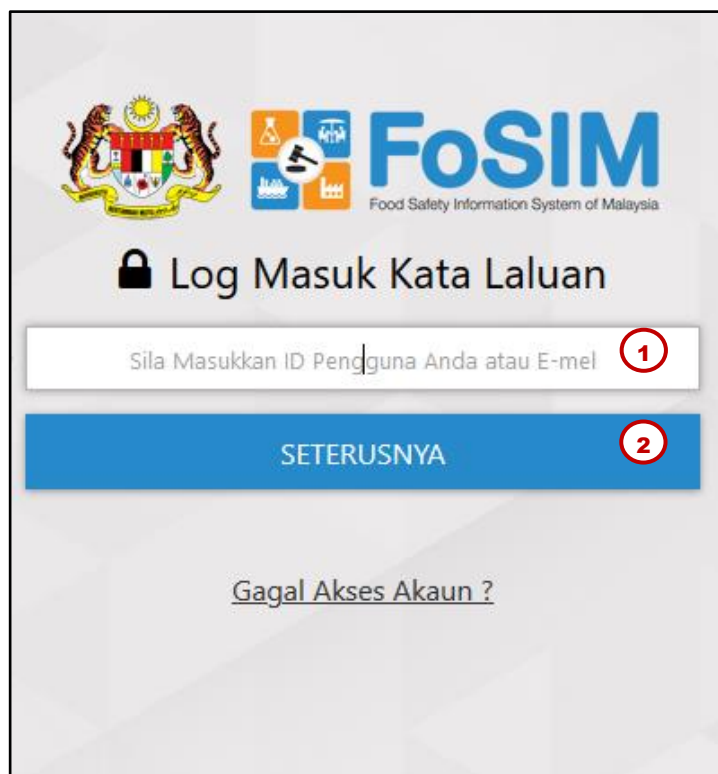 FoSIM
Food Safety Information System of Malaysia
Log Masuk Kata Laluan
Sila Masukkan ID Pengguna Anda atau E-mel
1
SETERUSNYA
2
Gagal Akses Akaun ?